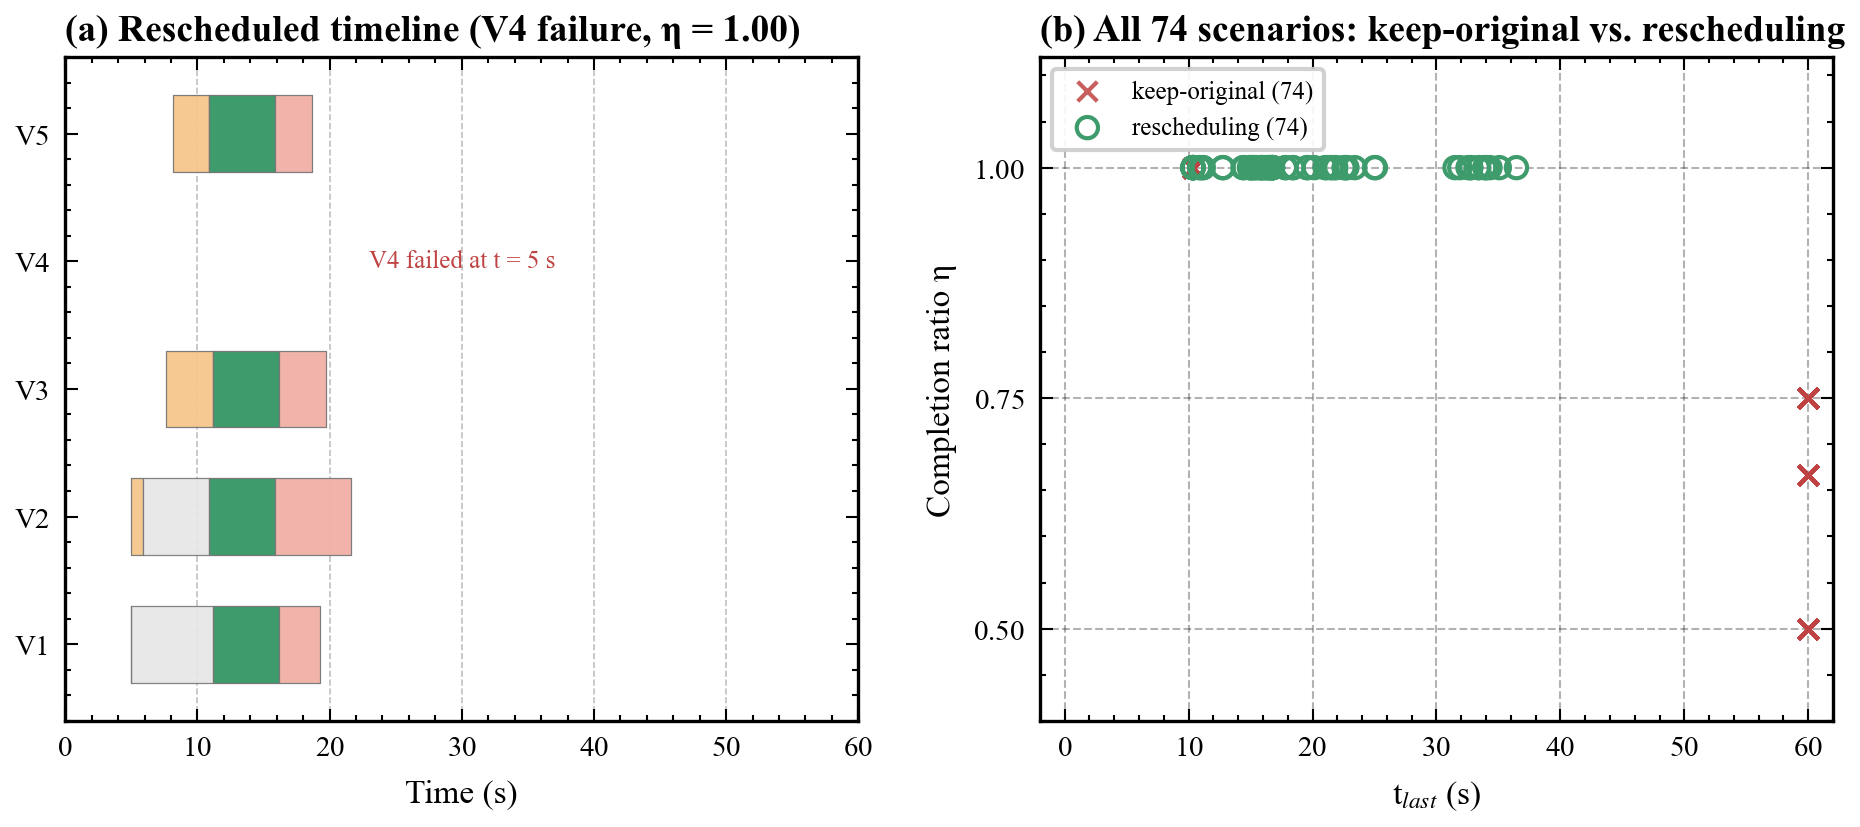 (a) Rescheduled timeline (V4 failure, η = 1.00)
V5
V4
V3
V2
V1
V4 failed at t = 5 s
0 10 20 30 40 50 60
Time (s)
(b) All 74 scenarios: keep-original vs. rescheduling
keep-original (74)
rescheduling (74)
1.00
0.75
0.50
Completion ratio η
0 10 20 30 40 50 60
t_last (s)